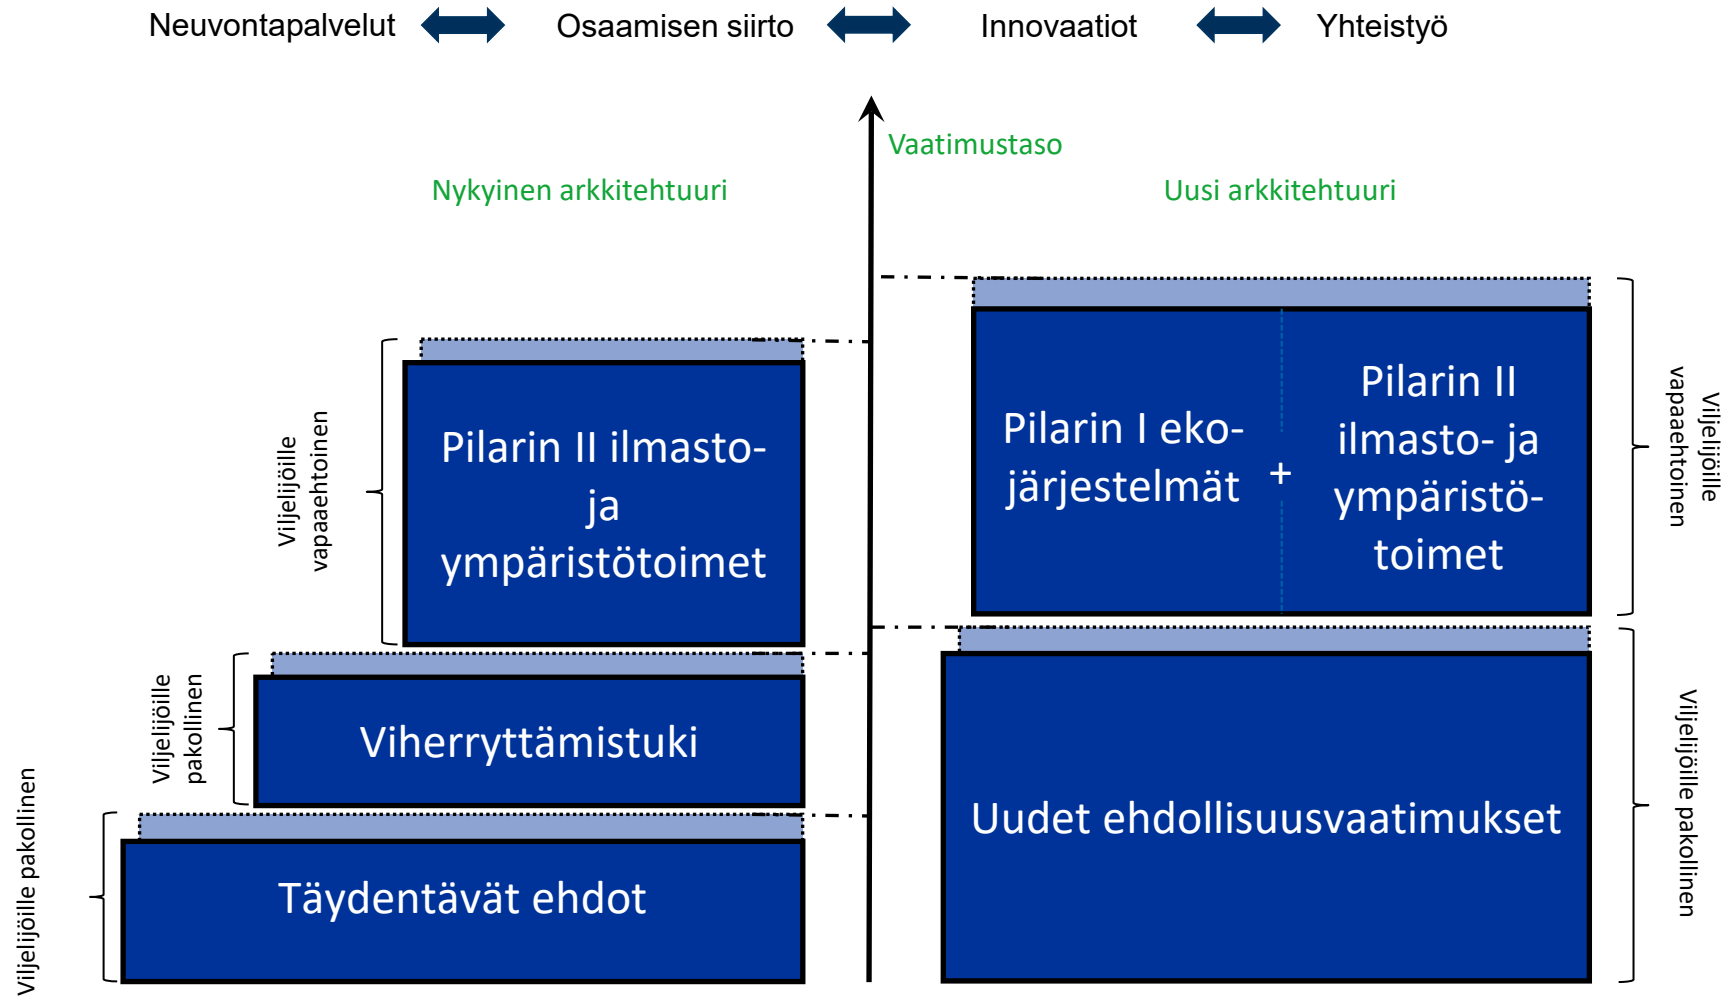 Neuvontapalvelut Osaamisen siirto Innovaatiot Yhteistyö
Vaatimustaso
Nykyinen arkkitehtuuri
Uusi arkkitehtuuri
Viljelijöille
vapaaehtoinen
Pilarin II ilmasto-
ja
ympäristötoimet
Viljelijöille
pakollinen
Viherryttämistuki
Viljelijöille pakollinen
Täydentävät ehdot
Pilarin I eko-
järjestelmät
+
Pilarin II
ilmasto- ja
ympäristö-
toimet
Viljelijöille
vapaaehtoinen
Uudet ehdollisuusvaatimukset
Viljelijöille pakollinen